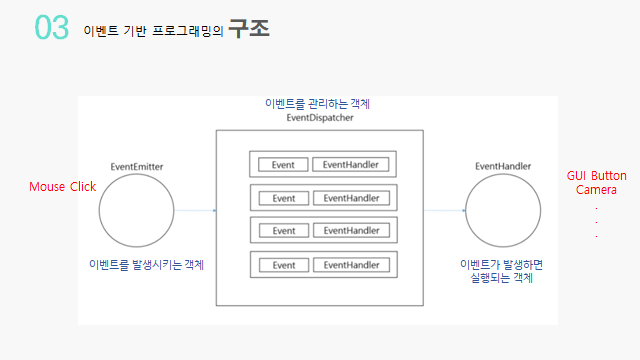 03 이벤트 기반 프로그래밍의 구조
이벤트를 관리하는 객체
EventDispatcher
EventEmitter
Mouse Click
이벤트를 발생시키는 객체
Event EventHandler
Event EventHandler
Event EventHandler
Event EventHandler
EventHandler
이벤트가 발생하면
실행되는 객체
GUI Button
Camera
.
.
.